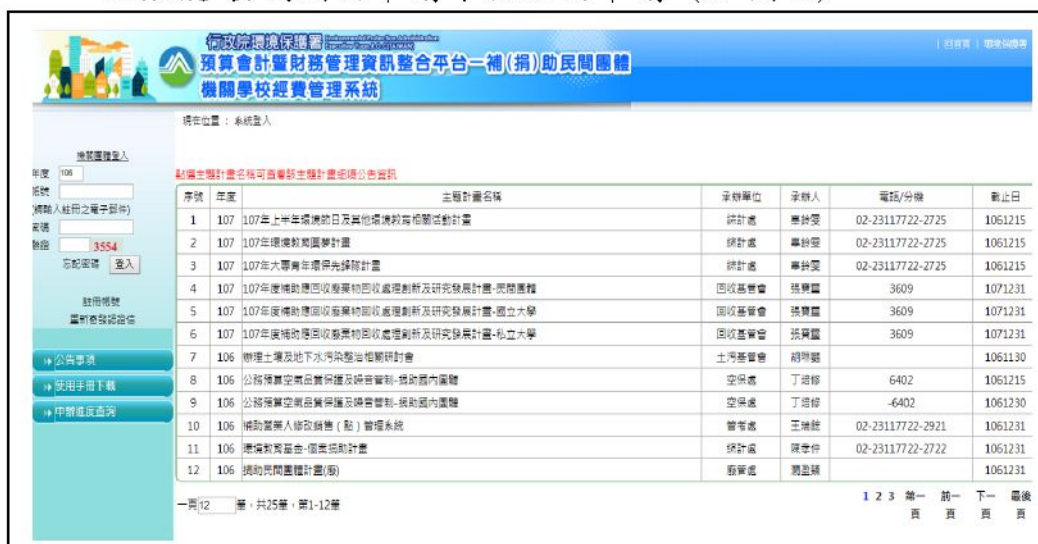 行政院環境保護署
預算會計暨財務管理資訊整合平台－補(捐)助民間團體
機關學校經費管理系統
回首頁 | 環境保護署
現在位置：系統登入
機關團體登入
年度 106
帳號
(請輸入註冊之電子郵件)
密碼
驗證 3554
忘記密碼 登入
註冊帳號
重新寄發認證信
公告事項
使用手冊下載
申辦進度查詢
點選主題計畫名稱可查看該主題計畫細項公告資訊
序號 年度 主題計畫名稱 承辦單位 承辦人 電話/分機 截止日
1 107 107年上半年環境節日及其他環境教育相關活動計畫 綜計處 02-23117722-2725 1061215
2 107 107年環境教育圓夢計畫 綜計處 02-23117722-2725 1061215
3 107 107年大專青年環保先鋒隊計畫 綜計處 02-23117722-2725 1061215
4 107 107年度補助應回收廢棄物回收處理創新及研究發展計畫-民間團體 回收基管會 3609 1071231
5 107 107年度補助應回收廢棄物回收處理創新及研究發展計畫-國立大學 回收基管會 3609 1071231
6 107 107年度補助應回收廢棄物回收處理創新及研究發展計畫-私立大學 回收基管會 3609 1071231
7 106 辦理土壤及地下水污染整治相關研討會 土污基管會 1061130
8 106 公務預算空氣品質保護及噪音管制-捐助國內團體 空保處 丁培修 6402 1061215
9 106 公務預算空氣品質保護及噪音管制-捐助國內團體 空保處 丁培修 -6402 1061230
10 106 補助營業人修改銷售（點）管理系統 管考處 02-23117722-2921 1061231
11 106 環境教育基金-個案捐助計畫 綜計處 陳孝仲 02-23117722-2722 1061231
12 106 捐助民間團體計畫(廢) 廢管處 1061231
一頁 12 筆，共25筆，第1-12筆
1 2 3 第一頁 前一頁 下一頁 最後頁